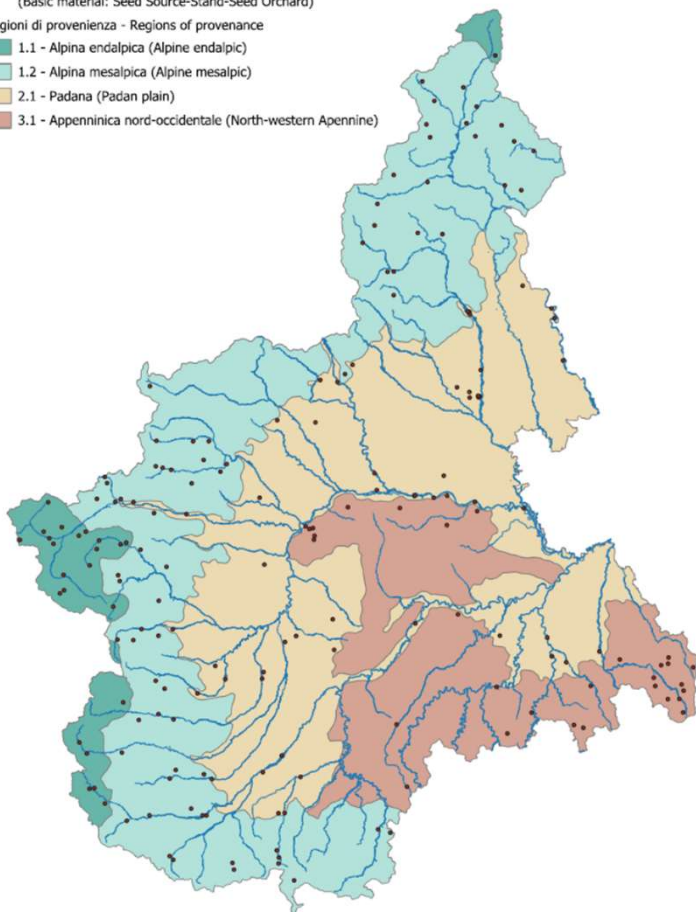 (Basic material: Seed Source-Stand-Seed Orchard)
gioni di provenienza - Regions of provenance
1.1 - Alpina endalpica (Alpine endalpic)
1.2 - Alpina mesalpica (Alpine mesalpic)
2.1 - Padana (Padan plain)
3.1 - Appenninica nord-occidentale (North-western Apennine)